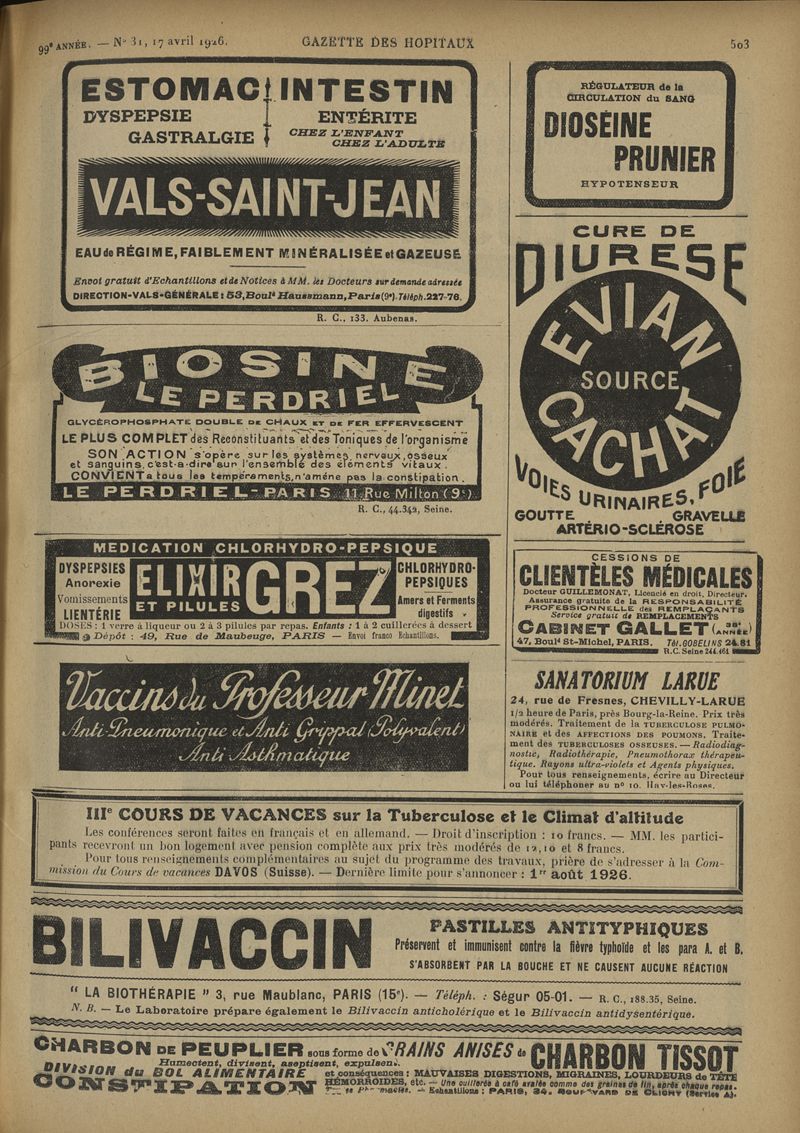 99e ANNÉE. — No 31, 17 avril 1926. GAZETTE DES HOPITAUX 503
ESTOMAC INTESTIN
DYSPEPSIE ENTÉRITE
GASTRALGIE CHEZ L'ENFANT
CHEZ L'ADULTE
VALS-SAINT-JEAN
EAU de RÉGIME, FAIBLEMENT MINÉRALISÉE et GAZEUSE
Envoi gratuit d'Echantillons et de Notices à MM. les Docteurs sur demande adressée
DIRECTION-VALS-GÉNÉRALE: 53, Boult Haussmann, Paris (9e) Téléph. 227-76.
R. C., 133. Aubenas.
BIOSINE
LE PERDRIEL
GLYCÉROPHOSPHATE DOUBLE DE CHAUX ET DE FER EFFERVESCENT
LE PLUS COMPLET des Reconstituants et des Toniques de l'organisme
SON ACTION s'opère sur les systèmes nerveux, osseux
et sanguins, c'est-a-dire sur l'ensemble des éléments vitaux.
CONVIENT a tous les tempéraments, n'amène pas la constipation.
LE PERDRIEL-PARIS 11 Rue Milton (9e)
R. C., 44.342, Seine.
MEDICATION CHLORHYDRO-PEPSIQUE
DYSPEPSIES
Anorexie
Vomissements
LIENTÉRIE
ELIXIR GREZ
ET PILULES
CHLORHYDRO-
PEPSIQUES
Amers et Ferments
digestifs
DOSES : 1 verre à liqueur ou 2 à 3 pilules par repas. Enfants : 1 à 2 cuillerées à dessert
Dépôt : 49, Rue de Maubeuge, PARIS — Envoi franco Echantillons.
Vaccins du Professeur Minet
Anti-Pneumonique et Anti Grippal (Polyvalent)
Anti Asthmatique
RÉGULATEUR de la
CIRCULATION du SANG
DIOSÉINE
PRUNIER
HYPOTENSEUR
CURE DE
DIURESE
EVIAN
SOURCE
CACHAT
VOIES URINAIRES, FOIE
GOUTTE GRAVELLE
ARTÉRIO-SCLÉROSE
CESSIONS DE
CLIENTÈLES MÉDICALES
Docteur GUILLEMONAT, Licencié en droit, Directeur.
Assurance gratuite de la RESPONSABILITÉ
PROFESSIONNELLE des REMPLAÇANTS
Service gratuit de REMPLACEMENTS
CABINET GALLET (38e ANNÉE)
47, Boult St-Michel, PARIS. Tél. GOBELINS 24.81
R.C. Seine 244.461
SANATORIUM LARUE
24, rue de Fresnes, CHEVILLY-LARUE
1/2 heure de Paris, près Bourg-la-Reine. Prix très
modérés. Traitement de la TUBERCULOSE PULMO-
NAIRE et des AFFECTIONS DES POUMONS. Traite-
ment des TUBERCULOSES OSSEUSES. — Radiodiag-
nostic, Radiothérapie, Pneumothorax thérapeu-
tique. Rayons ultra-violets et Agents physiques.
Pour tous renseignements, écrire au Directeur
ou lui téléphoner au no 10. Hay-les-Roses.
IIIe COURS DE VACANCES sur la Tuberculose et le Climat d'altitude
Les conférences seront faites en français et en allemand. — Droit d'inscription : 10 francs. — MM. les partici-
pants recevront un bon logement avec pension complète aux prix très modérés de 12, 10 et 8 francs.
Pour tous renseignements complémentaires au sujet du programme des travaux, prière de s'adresser à la Com-
mission du Cours de vacances DAVOS (Suisse). — Dernière limite pour s'annoncer : 1er août 1926.
BILIVACCIN
PASTILLES ANTITYPHIQUES
Préservent et immunisent contre la fièvre typhoïde et les para A. et B.
S'ABSORBENT PAR LA BOUCHE ET NE CAUSENT AUCUNE RÉACTION
" LA BIOTHÉRAPIE " 3, rue Maublanc, PARIS (15e). — Téléph. : Ségur 05-01. — R. C., 188.35, Seine.
N. B. — Le Laboratoire prépare également le Bilivaccin anticholérique et le Bilivaccin antidysentérique.
CHARBON DE PEUPLIER sous forme de GRAINS ANISES de CHARBON TISSOT
Humectent, divisent, aseptisent, expulsent.
DIVISION du BOL ALIMENTAIRE et conséquences : MAUVAISES DIGESTIONS, MIGRAINES, LOURDEURS de TÊTE
CONSTIPATION HÉMORROIDES, etc. — Une cuillerée à café avalée comme des graines de lin, après chaque repas.
Echantillons : PARIS, 34, BOULEVARD DE CLICHY (Service A).